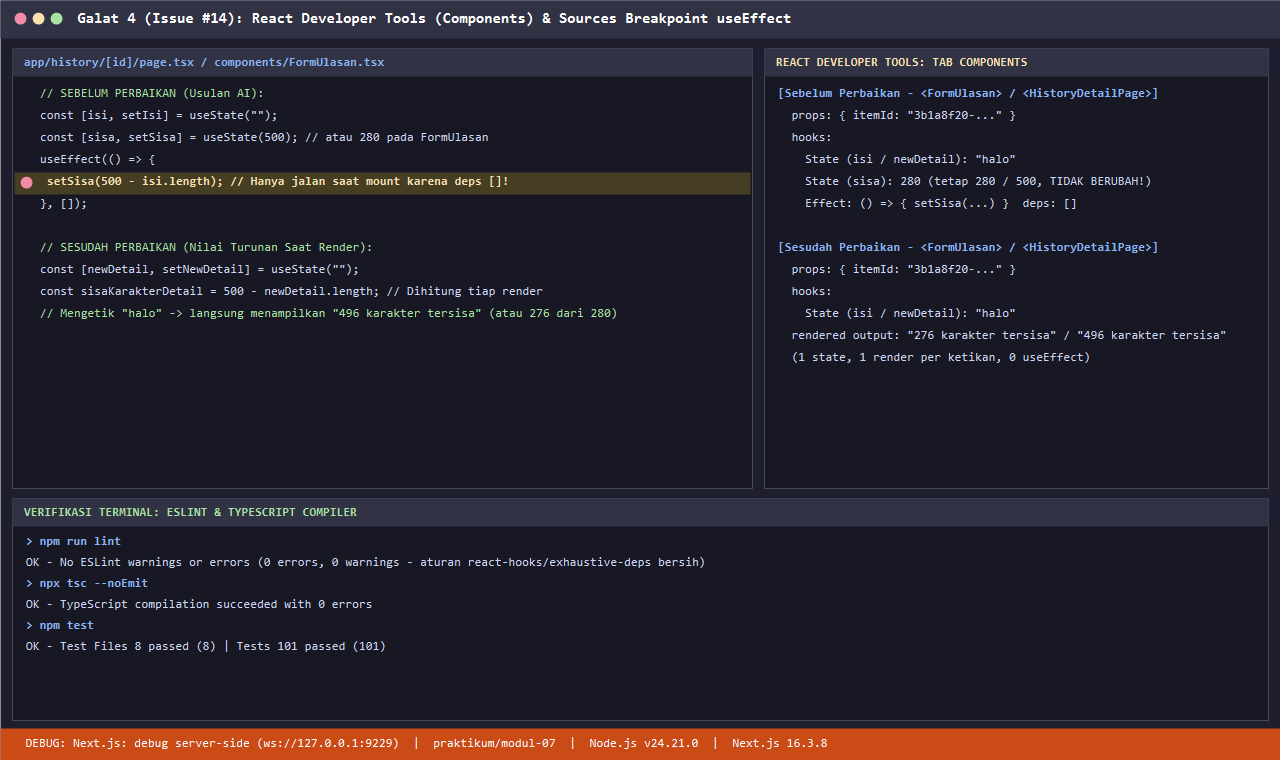 Galat 4 (Issue #14): React Developer Tools (Components) & Sources Breakpoint useEffect
app/history/[id]/page.tsx / components/FormUlasan.tsx
// SEBELUM PERBAIKAN (Usulan AI):
const [isi, setIsi] = useState("");
const [sisa, setSisa] = useState(500); // atau 280 pada FormUlasan
useEffect(() => {
setSisa(500 - isi.length); // Hanya jalan saat mount karena deps []!
}, []);
// SESUDAH PERBAIKAN (Nilai Turunan Saat Render):
const [newDetail, setNewDetail] = useState("");
const sisaKarakterDetail = 500 - newDetail.length; // Dihitung tiap render
// Mengetik "halo" -> langsung menampilkan "496 karakter tersisa" (atau 276 dari 280)
REACT DEVELOPER TOOLS: TAB COMPONENTS
[Sebelum Perbaikan - <FormUlasan> / <HistoryDetailPage>]
props: { itemId: "3b1a8f20-..." }
hooks:
State (isi / newDetail): "halo"
State (sisa): 280 (tetap 280 / 500, TIDAK BERUBAH!)
Effect: () => { setSisa(...) }  deps: []
[Sesudah Perbaikan - <FormUlasan> / <HistoryDetailPage>]
props: { itemId: "3b1a8f20-..." }
hooks:
State (isi / newDetail): "halo"
rendered output: "276 karakter tersisa" / "496 karakter tersisa"
(1 state, 1 render per ketikan, 0 useEffect)
VERIFIKASI TERMINAL: ESLINT & TYPESCRIPT COMPILER
> npm run lint
OK - No ESLint warnings or errors (0 errors, 0 warnings - aturan react-hooks/exhaustive-deps bersih)
> npx tsc --noEmit
OK - TypeScript compilation succeeded with 0 errors
> npm test
OK - Test Files 8 passed (8) | Tests 101 passed (101)
DEBUG: Next.js: debug server-side (ws://127.0.0.1:9229) | praktikum/modul-07 | Node.js v24.21.0 | Next.js 16.3.8